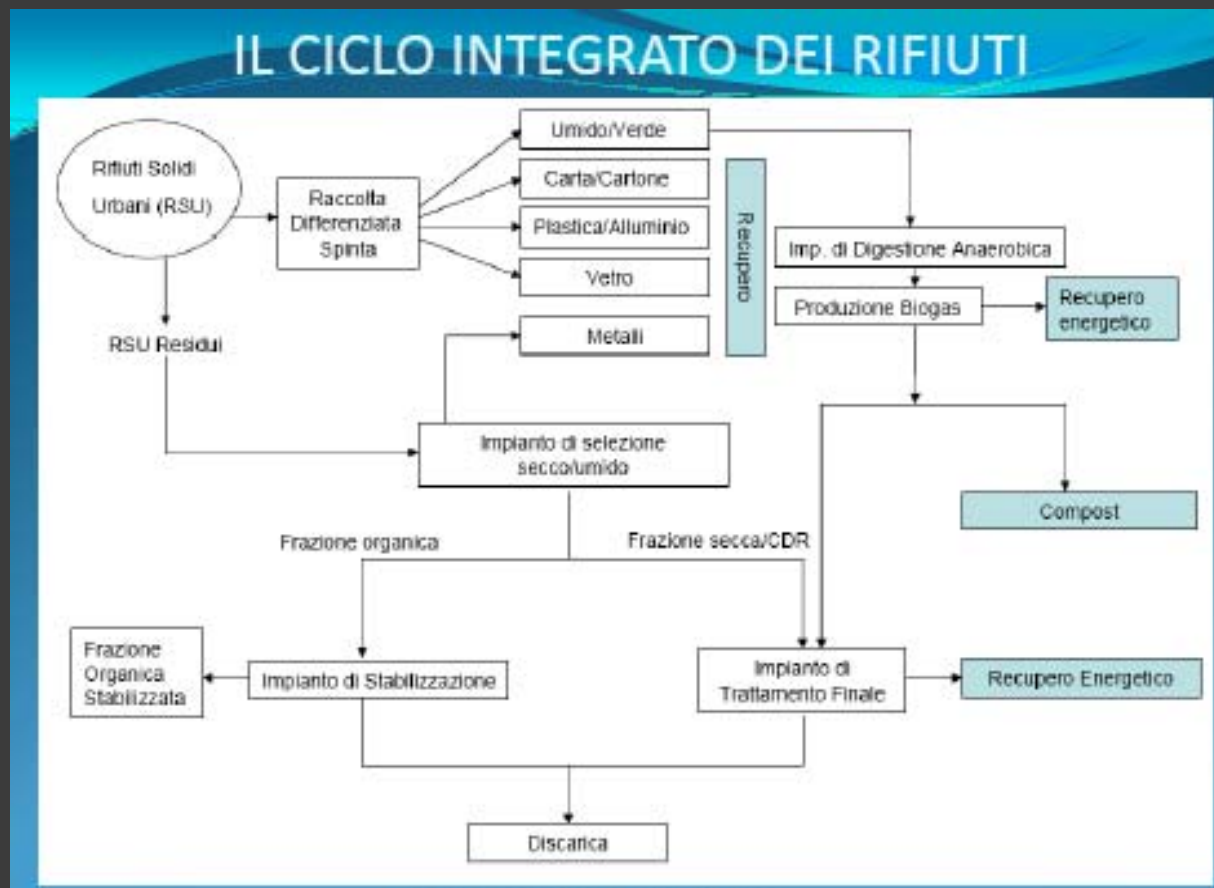 IL CICLO INTEGRATO DEI RIFIUTI
Rifiuti Solidi
Urbani (RSU)
Raccolta
Differenziata
Spinta
Umido/Verde
Carta/Cartone
Plastica/Alluminio
Vetro
Metalli
Recupero
Imp. di Digestione Anaerobica
Produzione Biogas
Recupero
energetico
RSU Residui
Impianto di selezione
secco/umido
Compost
Frazione organica
Frazione secca/CDR
Frazione
Organica
Stabilizzata
Impianto di Stabilizzazione
Impianto di
Trattamento Finale
Recupero Energetico
Discarica